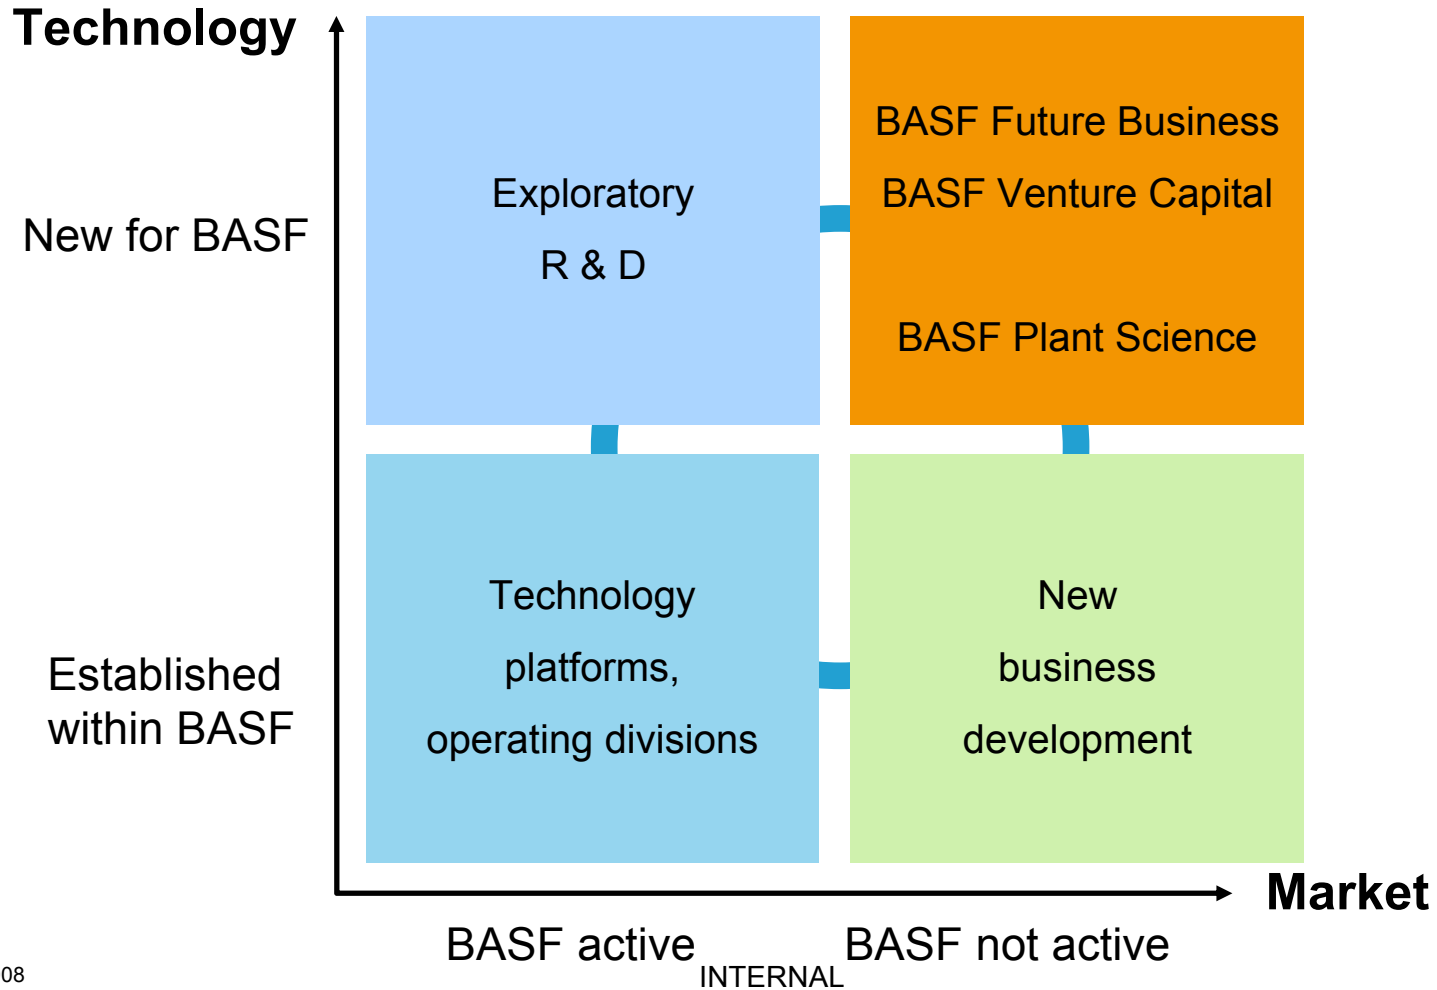 Technology
New for BASF
Exploratory
R & D
BASF Future Business
BASF Venture Capital
BASF Plant Science
Established
within BASF
Technology
platforms,
operating divisions
New
business
development
Market
BASF active
BASF not active
08
INTERNAL